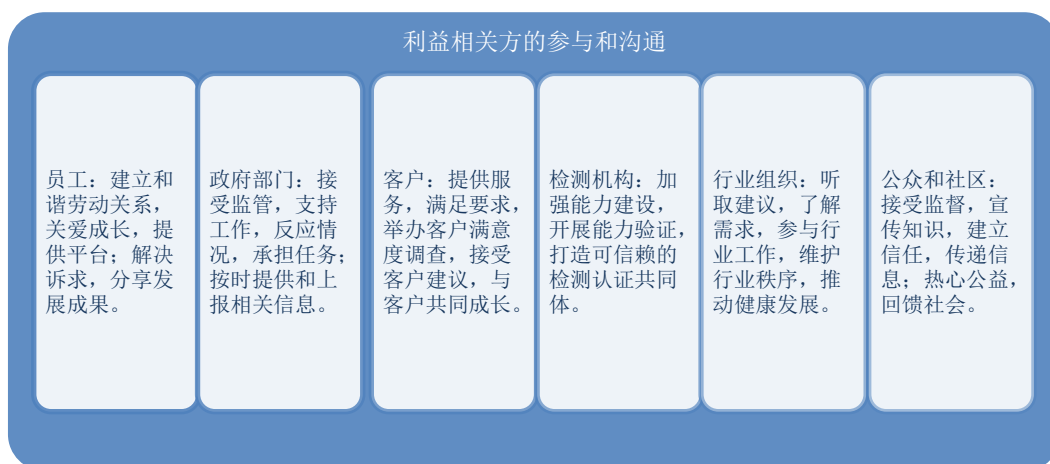 利益相关方的参与和沟通
员工：建立和
谐劳动关系，
关爱成长，提
供平台；解决
诉求，分享发
展成果。
政府部门：接
受监管，支持
工作，反应情
况，承担任务；
按时提供和上
报相关信息。
客户：提供服
务，满足要求，
举办客户满意
度调查，接受
客户建议，与
客户共同成长。
检测机构：加
强能力建设，
开展能力验证，
打造可信赖的
检测认证共同
体。
行业组织：听
取建议，了解
需求，参与行
业工作，维护
行业秩序，推
动健康发展。
公众和社区：
接受监督，宣
传知识，建立
信任，传递信
息；热心公益，
回馈社会。